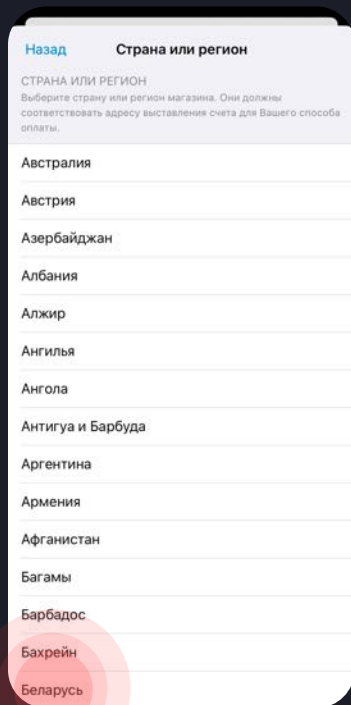 Назад
Страна или регион
СТРАНА ИЛИ РЕГИОН
Выберите страну или регион магазина. Они должны
соответствовать адресу выставления счета для Вашего способа
оплаты.
Австралия
Австрия
Азербайджан
Албания
Алжир
Ангилья
Ангола
Антигуа и Барбуда
Аргентина
Армения
Афганистан
Багамы
Барбадос
Бахрейн
Беларусь